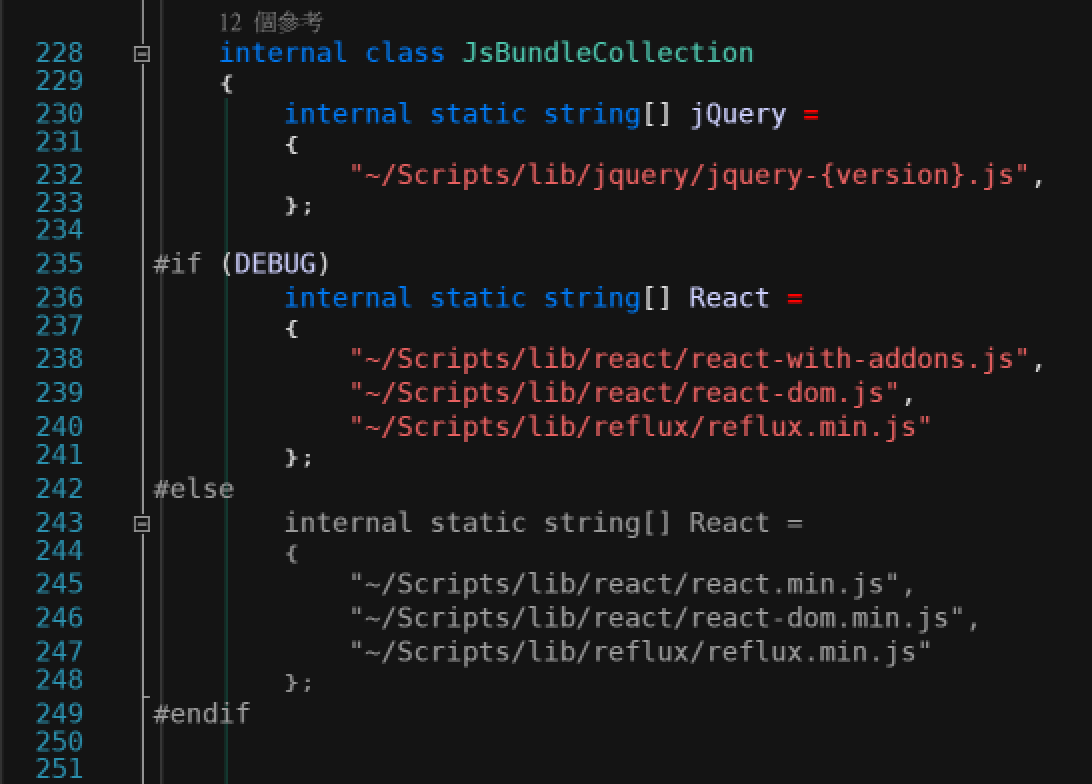 12 個參考
228 internal class JsBundleCollection
229 {
230 internal static string[] jQuery =
231 {
232 "~/Scripts/lib/jquery/jquery-{version}.js",
233 };
234
235 #if (DEBUG)
236 internal static string[] React =
237 {
238 "~/Scripts/lib/react/react-with-addons.js",
239 "~/Scripts/lib/react/react-dom.js",
240 "~/Scripts/lib/reflux/reflux.min.js"
241 };
242 #else
243 internal static string[] React =
244 {
245 "~/Scripts/lib/react/react.min.js",
246 "~/Scripts/lib/react/react-dom.min.js",
247 "~/Scripts/lib/reflux/reflux.min.js"
248 };
249 #endif
250
251